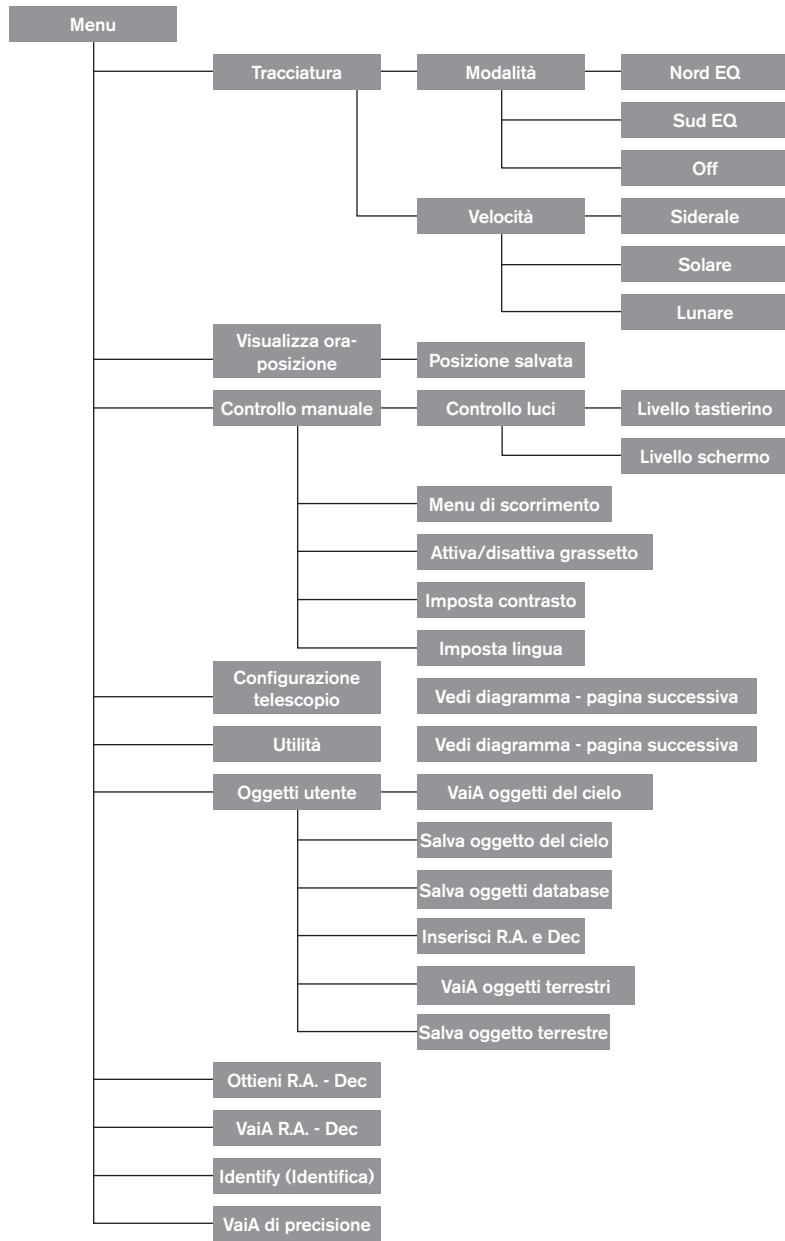 Menu
Tracciatura
Modalità
Nord EQ
Sud EQ
Off
Velocità
Siderale
Solare
Lunare
Visualizza ora-
posizione
Posizione salvata
Controllo manuale
Controllo luci
Livello tastierino
Livello schermo
Menu di scorrimento
Attiva/disattiva grassetto
Imposta contrasto
Imposta lingua
Configurazione
telescopio
Vedi diagramma - pagina successiva
Utilità
Vedi diagramma - pagina successiva
Oggetti utente
VaiA oggetti del cielo
Salva oggetto del cielo
Salva oggetti database
Inserisci R.A. e Dec
VaiA oggetti terrestri
Salva oggetto terrestre
Ottieni R.A. - Dec
VaiA R.A. - Dec
Identify (Identifica)
VaiA di precisione